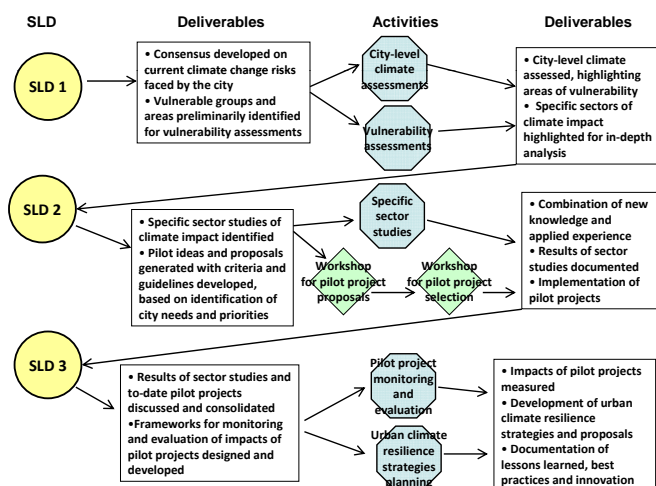 SLD
Deliverables
Activities
Deliverables
SLD 1
• Consensus developed on
current climate change risks
faced by the city
• Vulnerable groups and
areas preliminarily identified
for vulnerability assessments
City-level
climate
assessments
Vulnerability
assessments
• City-level climate
assessed, highlighting
areas of vulnerability
• Specific sectors of
climate impact
highlighted for in-depth
analysis
SLD 2
• Specific sector studies of
climate impact identified
• Pilot ideas and proposals
generated with criteria and
guidelines developed,
based on identification of
city needs and priorities
Specific
sector
studies
Workshop
for pilot project
proposals
Workshop
for pilot project
selection
• Combination of new
knowledge and
applied experience
• Results of sector
studies documented
• Implementation of
pilot projects
SLD 3
• Results of sector studies and
to-date pilot projects
discussed and consolidated
•Frameworks for monitoring
and evaluation of impacts of
pilot projects designed and
developed
Pilot project
monitoring
and
evaluation
Urban climate
resilience
strategies
planning
• Impacts of pilot projects
measured
• Development of urban
climate resilience
strategies and proposals
• Documentation of
lessons learned, best
practices and innovation